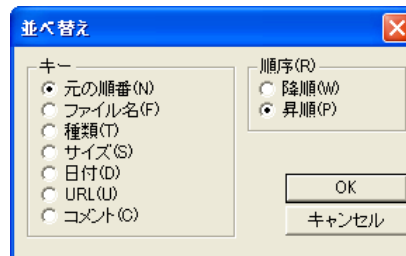 並べ替え
キー
元の順番(N)
ファイル名(F)
種類(T)
サイズ(S)
日付(D)
URL(U)
コメント(C)
順序(R)
降順(W)
昇順(P)
OK
キャンセル